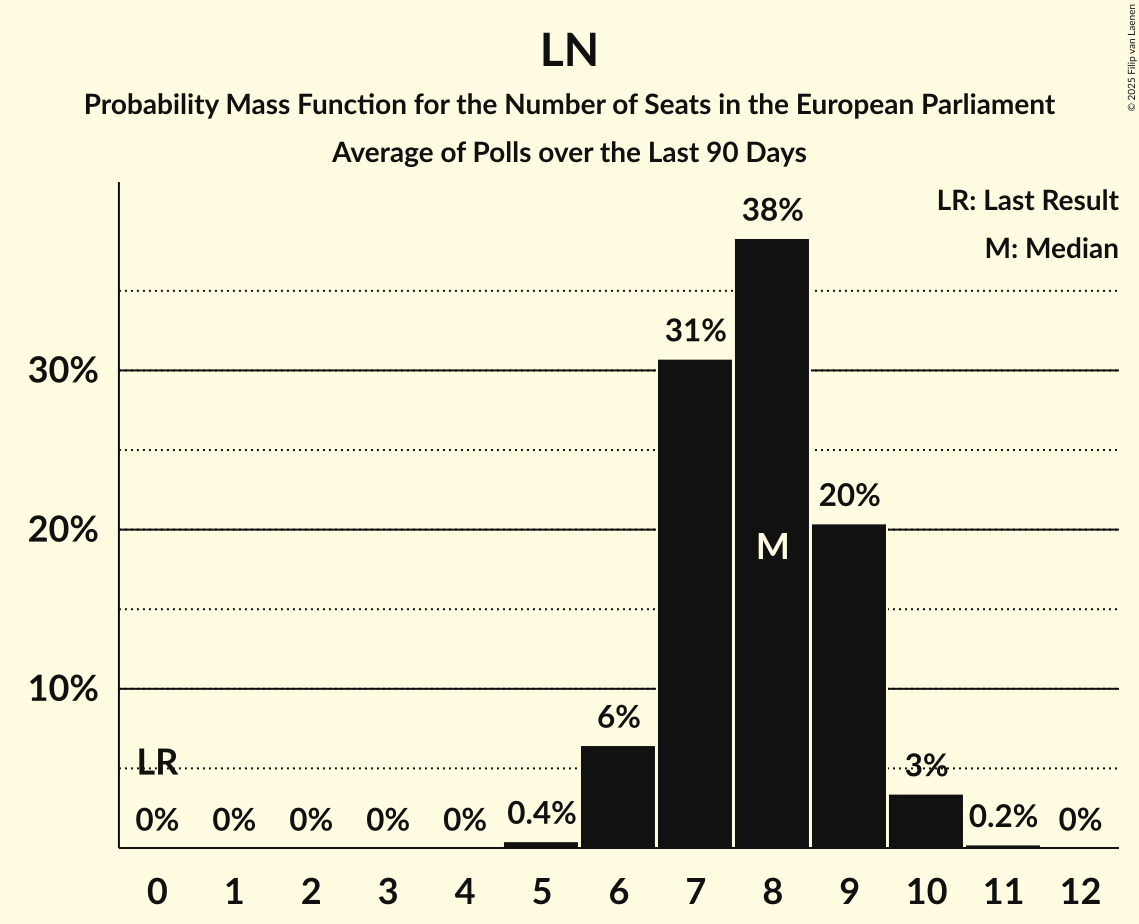 LN
Probability Mass Function for the Number of Seats in the European Parliament
Average of Polls over the Last 90 Days
© 2025 Filip van Laenen
LR: Last Result
M: Median
38%
31%
30%
20%
20%
M
10%
6%
LR
3%
0% 0% 0% 0% 0% 0.4% 0.2% 0%
0 1 2 3 4 5 6 7 8 9 10 11 12